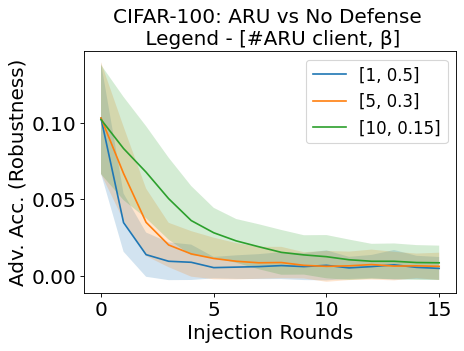 CIFAR-100: ARU vs No Defense
Legend - [#ARU client, β]
[1, 0.5]
[5, 0.3]
[10, 0.15]
Adv. Acc. (Robustness)
0.10
0.05
0.00
0
5
10
15
Injection Rounds